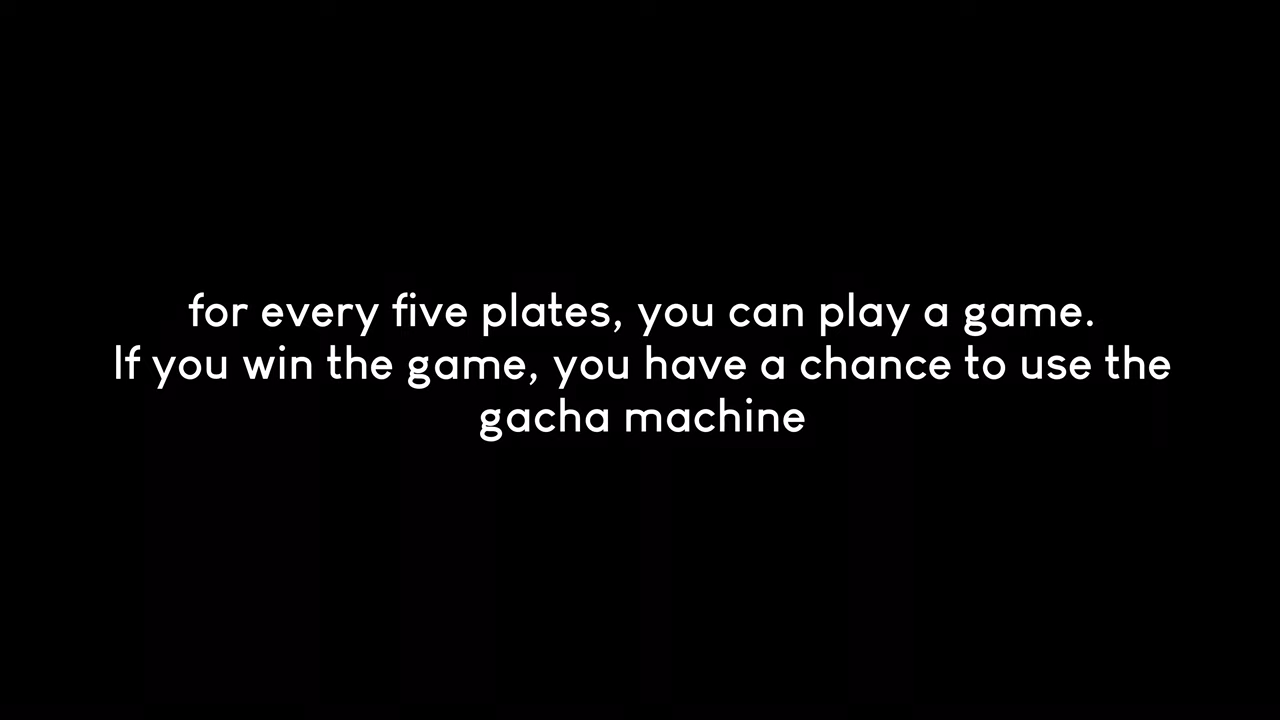 for every five plates, you can play a game.
If you win the game, you have a chance to use the
gacha machine